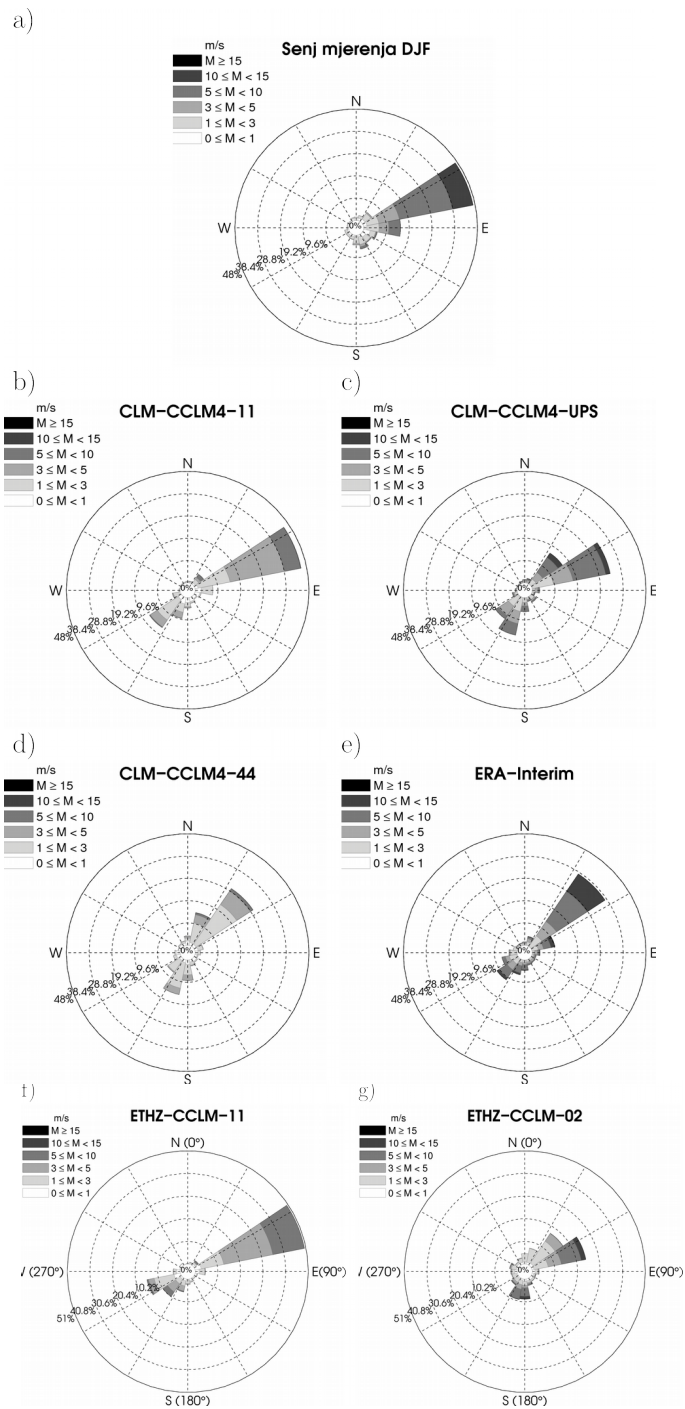 a)
Senj mjerenja DJF
m/s
M ≥ 15
10 ≤ M < 15
5 ≤ M < 10
3 ≤ M < 5
1 ≤ M < 3
0 ≤ M < 1
N
W
E
S
0%
9.6%
19.2%
28.8%
38.4%
48%
b)
CLM−CCLM4−11
m/s
M ≥ 15
10 ≤ M < 15
5 ≤ M < 10
3 ≤ M < 5
1 ≤ M < 3
0 ≤ M < 1
N
W
E
S
0%
9.6%
19.2%
28.8%
38.4%
48%
c)
CLM−CCLM4−UPS
m/s
M ≥ 15
10 ≤ M < 15
5 ≤ M < 10
3 ≤ M < 5
1 ≤ M < 3
0 ≤ M < 1
N
W
E
S
0%
9.6%
19.2%
28.8%
38.4%
48%
d)
CLM−CCLM4−44
m/s
M ≥ 15
10 ≤ M < 15
5 ≤ M < 10
3 ≤ M < 5
1 ≤ M < 3
0 ≤ M < 1
N
W
E
S
0%
9.6%
19.2%
28.8%
38.4%
48%
e)
ERA−Interim
m/s
M ≥ 15
10 ≤ M < 15
5 ≤ M < 10
3 ≤ M < 5
1 ≤ M < 3
0 ≤ M < 1
N
W
E
S
0%
9.6%
19.2%
28.8%
38.4%
48%
f)
ETHZ−CCLM−11
m/s
M ≥ 15
10 ≤ M < 15
5 ≤ M < 10
3 ≤ M < 5
1 ≤ M < 3
0 ≤ M < 1
N (0°)
(270°)
E(90°)
S (180°)
0%
10.2%
20.4%
30.6%
40.8%
51%
g)
ETHZ−CCLM−02
m/s
M ≥ 15
10 ≤ M < 15
5 ≤ M < 10
3 ≤ M < 5
1 ≤ M < 3
0 ≤ M < 1
N (0°)
(270°)
E(90°)
S (180°)
0%
10.2%
20.4%
30.6%
40.8%
51%